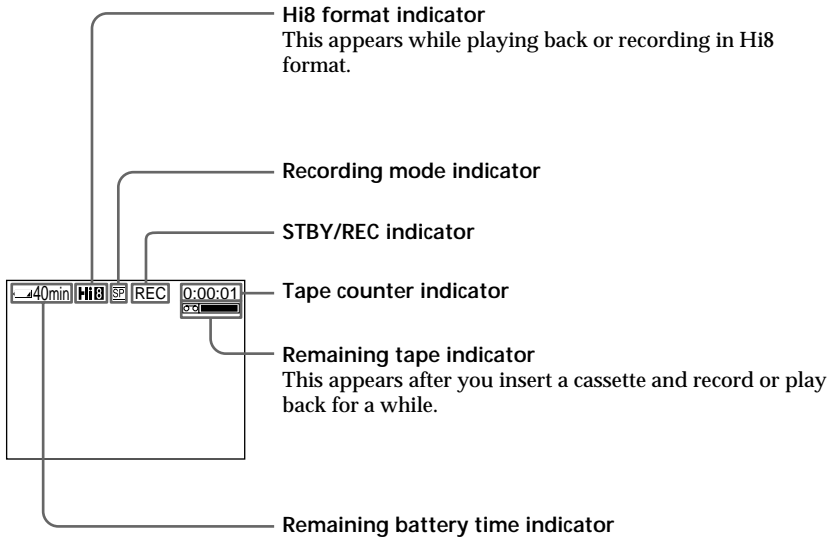 Hi8 format indicator
This appears while playing back or recording in Hi8
format.
Recording mode indicator
STBY/REC indicator
40min Hi8 SP REC 0:00:01
Tape counter indicator
Remaining tape indicator
This appears after you insert a cassette and record or play
back for a while.
Remaining battery time indicator